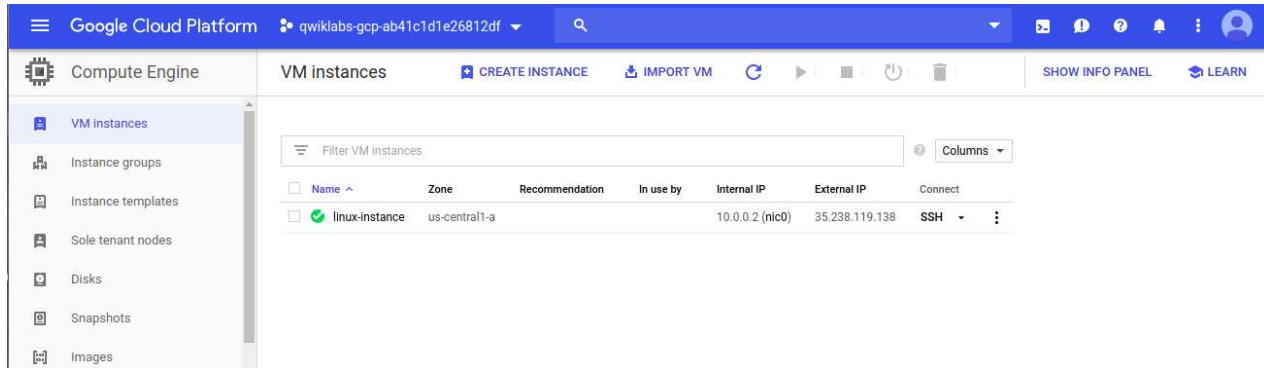 Google Cloud Platform qwiklabs-gcp-ab41c1d1e26812df
Compute Engine VM instances CREATE INSTANCE IMPORT VM SHOW INFO PANEL LEARN
VM instances
Instance groups
Instance templates
Sole tenant nodes
Disks
Snapshots
Images
Filter VM instances Columns
Name Zone Recommendation In use by Internal IP External IP Connect
linux-instance us-central1-a 10.0.0.2 (nic0) 35.238.119.138 SSH